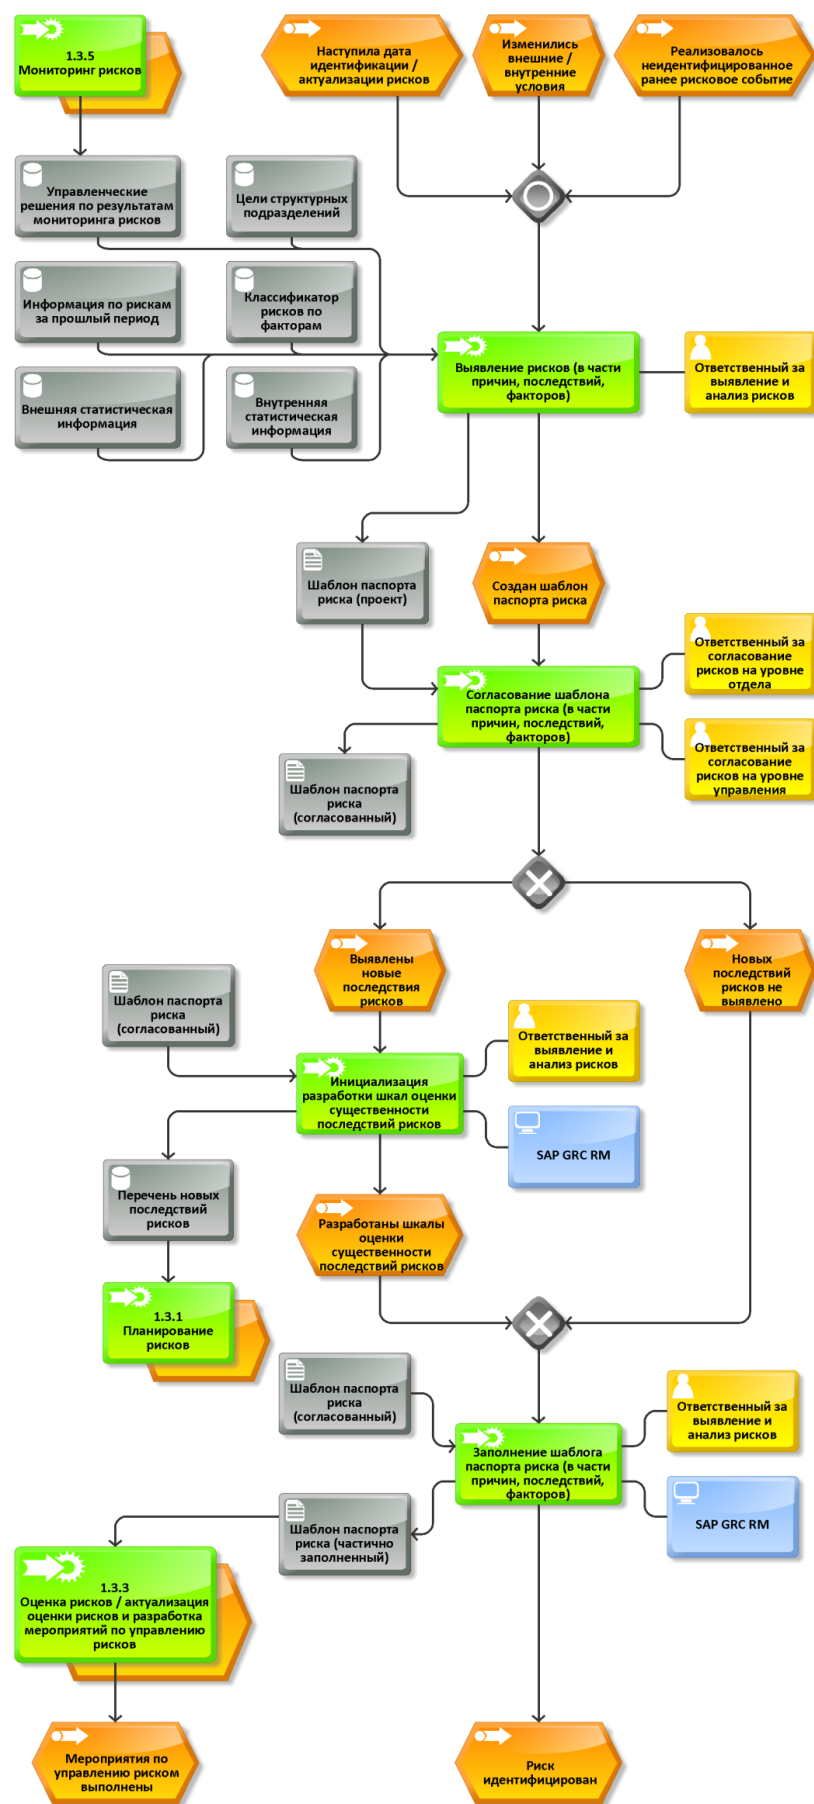 1.3.5
Мониторинг рисков
Наступила дата
идентификации /
актуализации рисков
Изменились
внешние /
внутренние
условия
Реализовалось
неидентифицированное
ранее рисковое событие
Управленческие
решения по результатам
мониторинга рисков
Цели структурных
подразделений
Информация по рискам
за прошлый период
Классификатор
рисков по
факторам
Внешняя статистическая
информация
Внутренняя
статистическая
информация
Выявление рисков (в части
причин, последствий,
факторов)
Ответственный за
выявление и
анализ рисков
Шаблон паспорта
риска (проект)
Создан шаблон
паспорта риска
Согласование шаблона
паспорта риска (в части
причин, последствий,
факторов)
Ответственный за
согласование
рисков на уровне
отдела
Ответственный за
согласование
рисков на уровне
управления
Шаблон паспорта
риска
(согласованный)
Выявлены
новые
последствия
рисков
Новых
последствий
рисков не
выявлено
Шаблон паспорта
риска
(согласованный)
Ответственный за
выявление и
анализ рисков
Инициализация
разработки шкал оценки
существенности
последствий рисков
SAP GRC RM
Перечень новых
последствий
рисков
Разработаны шкалы
оценки
существенности
последствий рисков
1.3.1
Планирование
рисков
Шаблон паспорта
риска
(согласованный)
Ответственный за
выявление и
анализ рисков
Заполнение шаблога
паспорта риска (в части
причин, последствий,
факторов)
SAP GRC RM
Шаблон паспорта
риска (частично
заполненный)
1.3.3
Оценка рисков / актуализация
оценки рисков и разработка
мероприятий по управлению
рисков
Мероприятия по
управлению риском
выполнены
Риск
идентифицирован